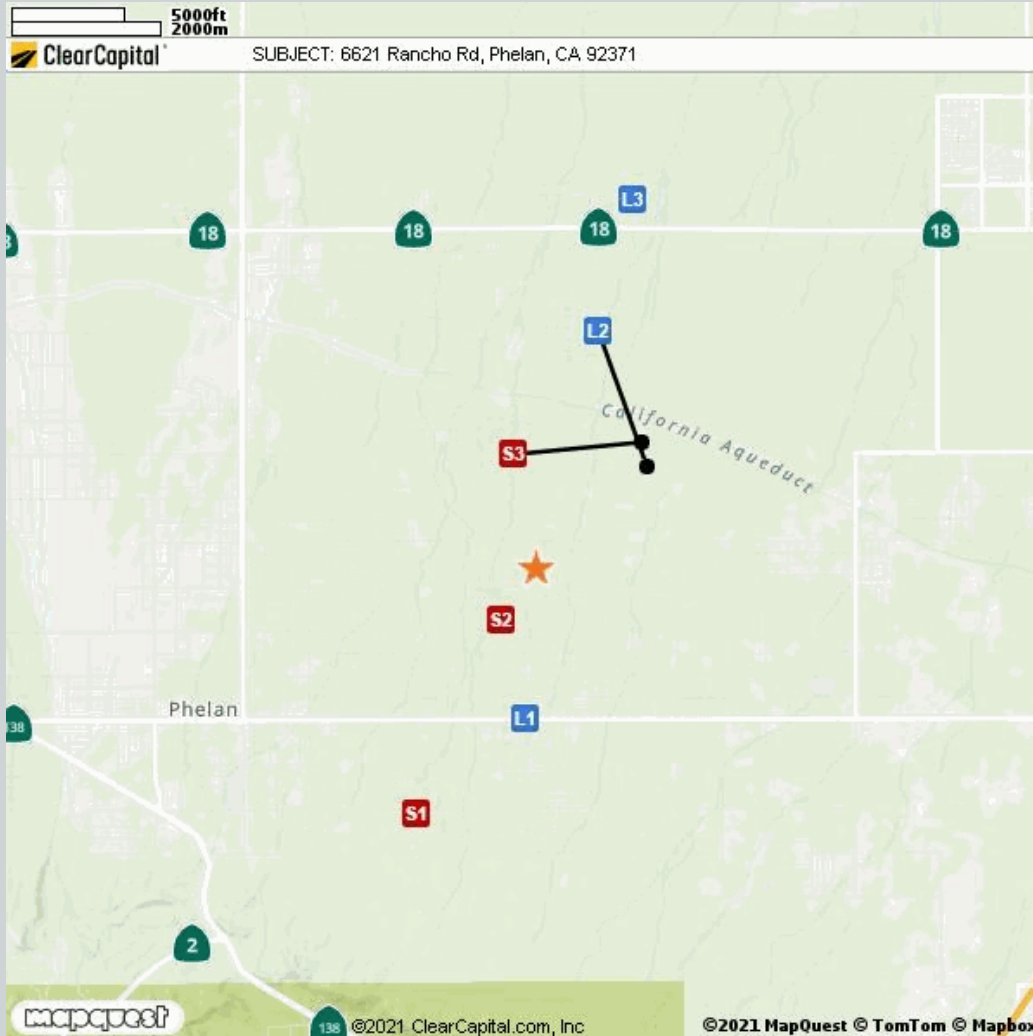 5000ft
2000m
ClearCapital
SUBJECT: 6621 Rancho Rd, Phelan, CA 92371
L3
18
18
18
18
L2
California Aqueduct
S3
S2
Phelan
L1
138
S1
2
138
mapquest
©2021 ClearCapital.com, Inc
©2021 MapQuest © TomTom © Mapbo